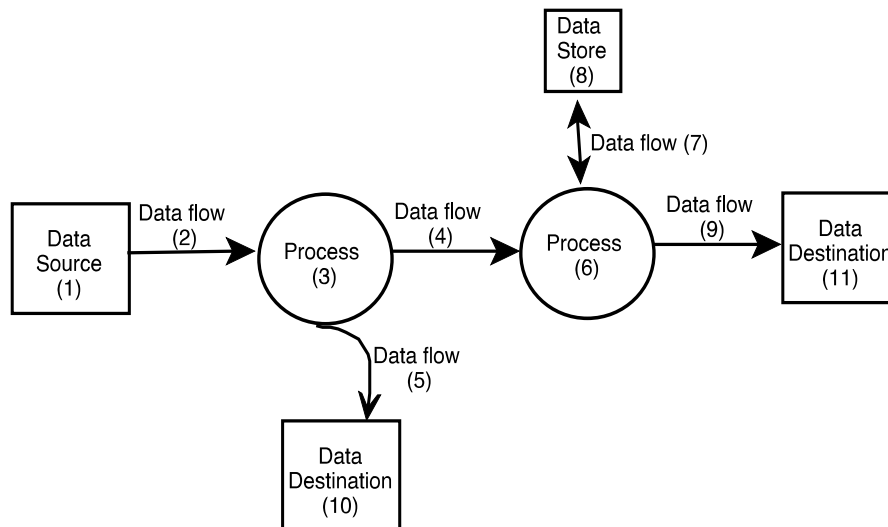 Data
Store
(8)
Data flow (7)
Data flow
(2)
Data flow
(4)
Data flow
(9)
Data
Source
(1)
Process
(3)
Process
(6)
Data
Destination
(11)
Data flow
(5)
Data
Destination
(10)